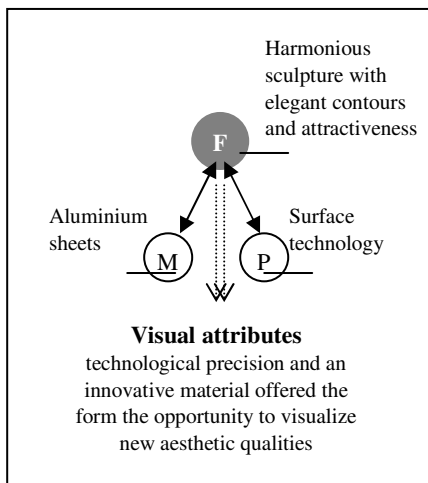 Harmonious
sculpture with
elegant contours
and attractiveness
F
Aluminium
sheets
Surface
technology
M
P
Visual attributes
technological precision and an
innovative material offered the
form the opportunity to visualize
new aesthetic qualities